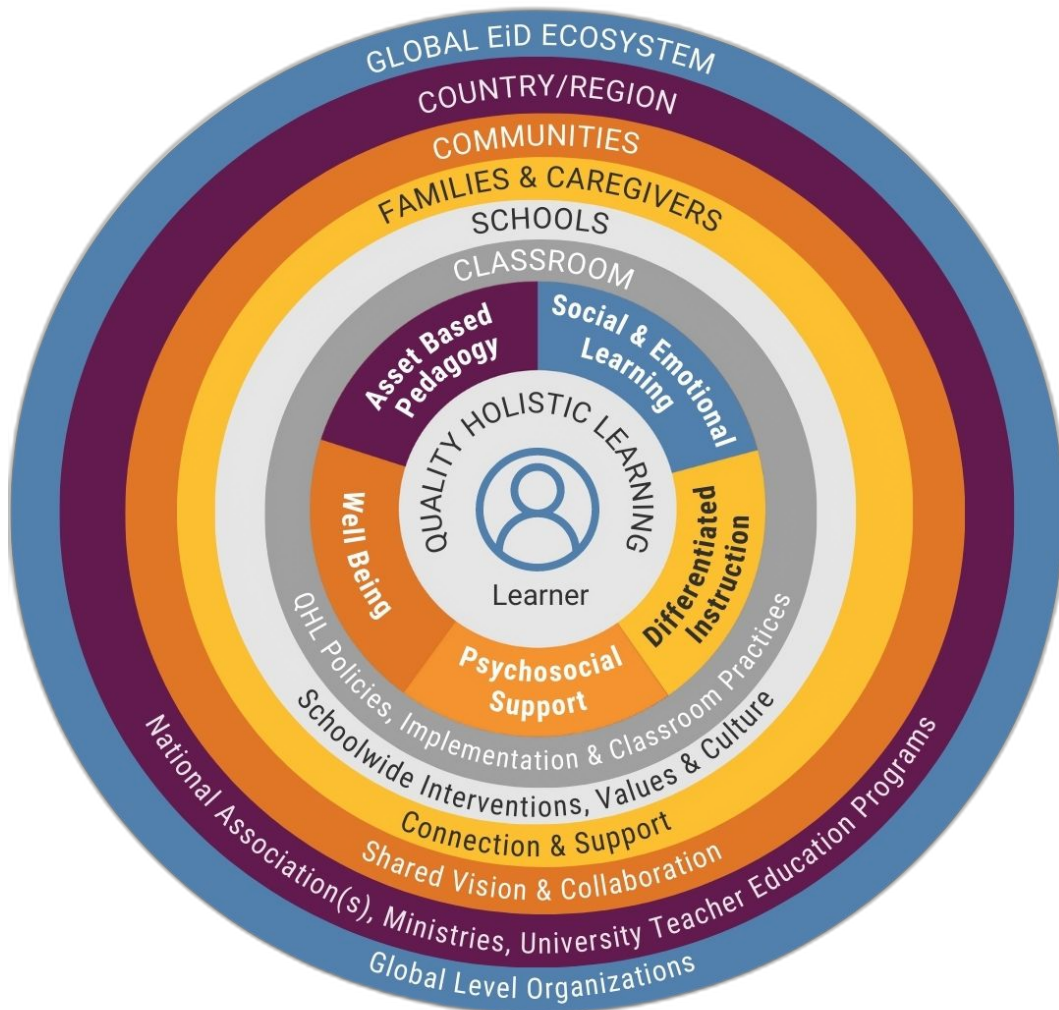 GLOBAL EiD ECOSYSTEM
COUNTRY/REGION
COMMUNITIES
FAMILIES & CAREGIVERS
SCHOOLS
CLASSROOM
Asset Based
Pedagogy
Social & Emotional
Learning
QUALITY HOLISTIC LEARNING
Learner
Well Being
Differentiated
Instruction
Psychosocial
Support
QHL Policies, Implementation & Classroom Practices
Schoolwide Interventions, Values & Culture
Connection & Support
Shared Vision & Collaboration
National Association(s), Ministries, University Teacher Education Programs
Global Level Organizations